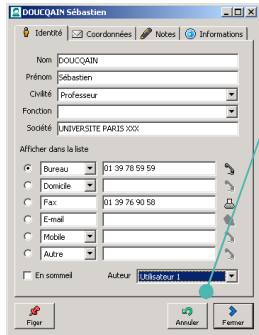 DOUCQAIN Sébastien
Identité Coordonnées Notes Informations
Nom DOUCQAIN
Prénom Sébastien
Civilité Professeur
Fonction
Société UNIVERSITE PARIS XXX
Afficher dans la liste
Bureau 01 39 78 59 59
Domicile
Fax 01 39 76 90 58
E-mail
Mobile
Autre
En sommeil Auteur Utilisateur 1
Figer Annuler Fermer